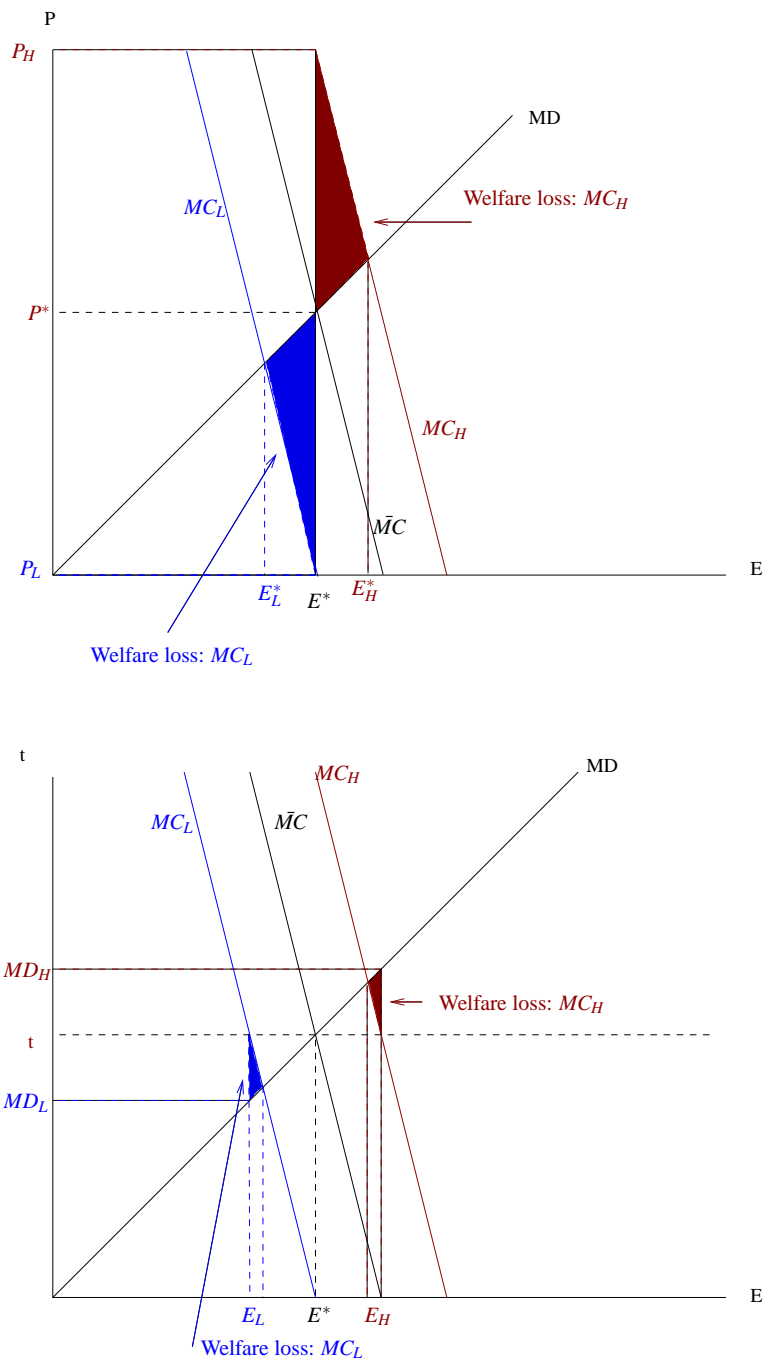 P
P_H
MD
Welfare loss: MC_H
MC_L
P*
MC_H
M̄C
P_L
E
E*_L
E*
E*_H
Welfare loss: MC_L
t
MD
MC_H
MC_L
M̄C
MD_H
Welfare loss: MC_H
t
MD_L
E
E_L
E*
E_H
Welfare loss: MC_L